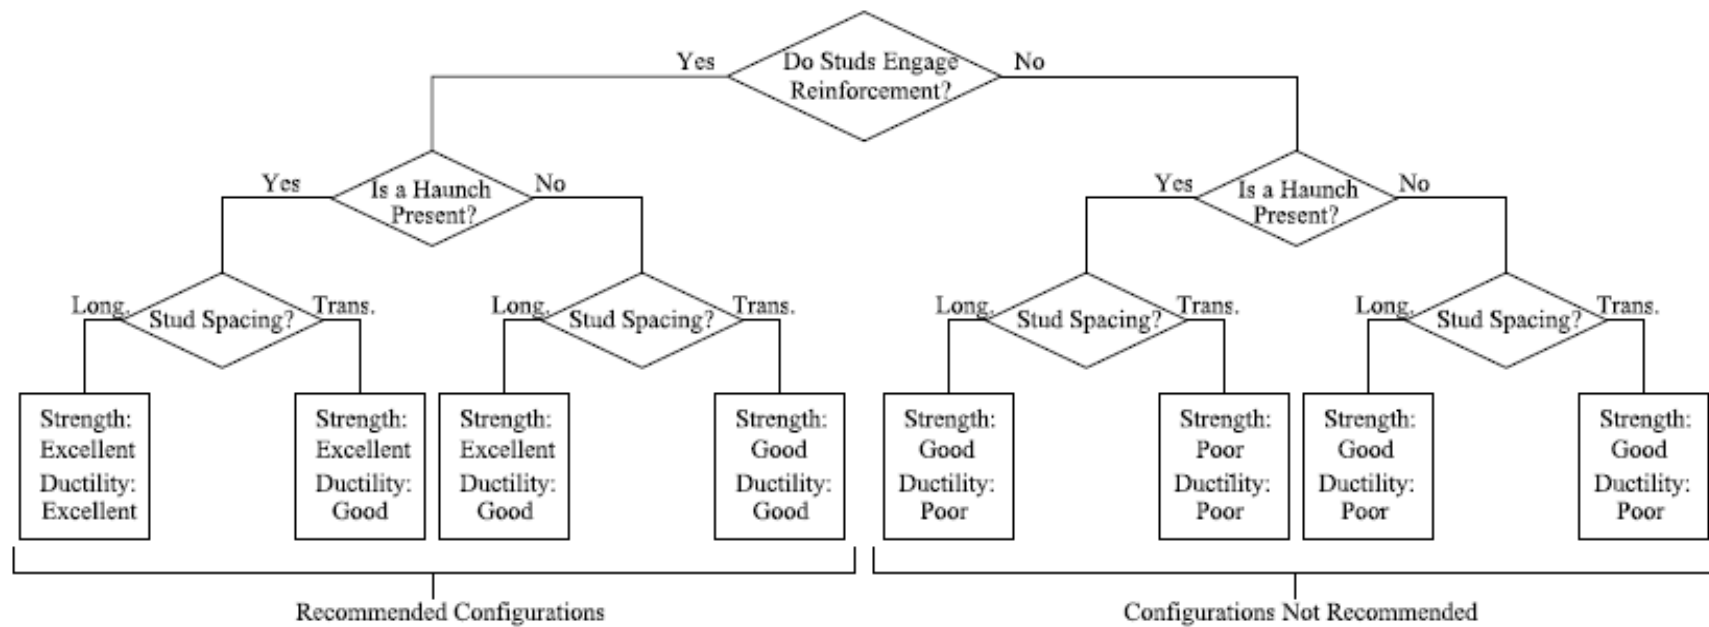 Do Studs Engage
Reinforcement?
Yes
No
Is a Haunch
Present?
Yes
No
Is a Haunch
Present?
Yes
No
Stud Spacing?
Long.
Trans.
Stud Spacing?
Long.
Trans.
Stud Spacing?
Long.
Trans.
Stud Spacing?
Long.
Trans.
Strength:
Excellent
Ductility:
Excellent
Strength:
Excellent
Ductility:
Good
Strength:
Excellent
Ductility:
Good
Strength:
Good
Ductility:
Good
Strength:
Good
Ductility:
Poor
Strength:
Poor
Ductility:
Poor
Strength:
Good
Ductility:
Poor
Strength:
Good
Ductility:
Poor
Recommended Configurations
Configurations Not Recommended